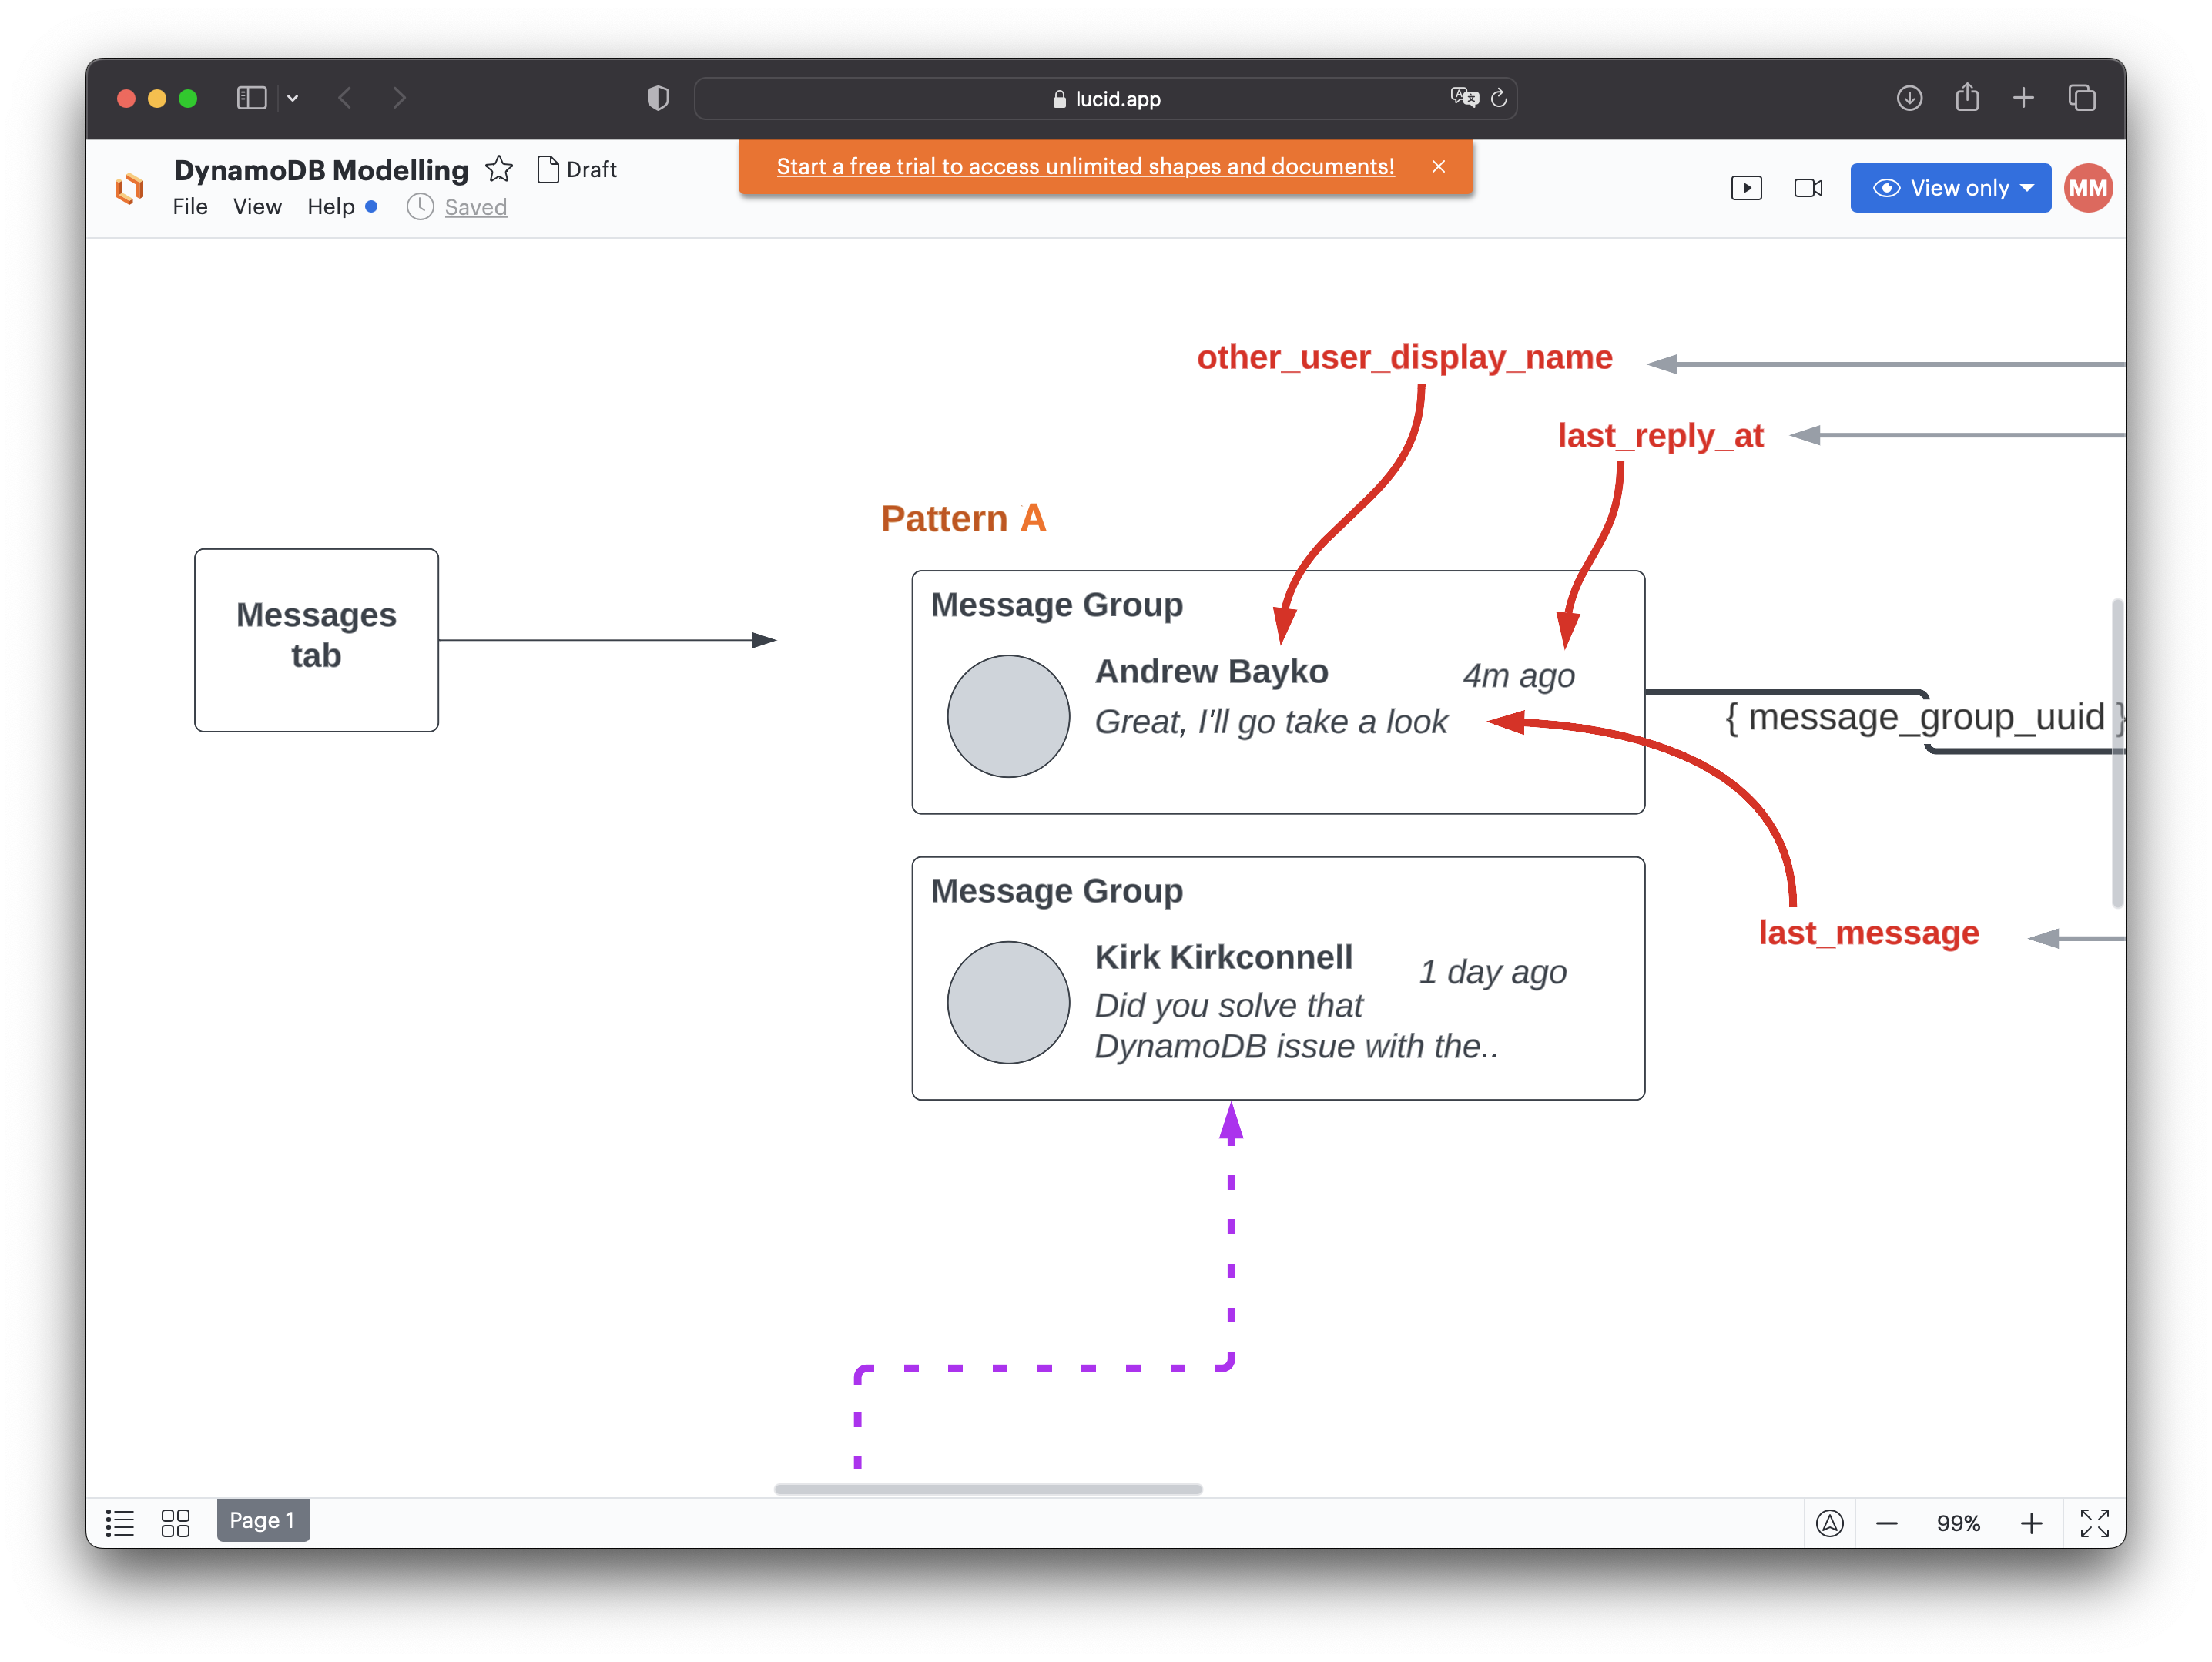 lucid.app
DynamoDB Modelling
Draft
Start a free trial to access unlimited shapes and documents!
File View Help
Saved
View only
MM
other_user_display_name
last_reply_at
Pattern A
Messages
tab
Message Group
Andrew Bayko
4m ago
Great, I'll go take a look
{ message_group_uuid }
Message Group
Kirk Kirkconnell
1 day ago
Did you solve that
DynamoDB issue with the..
last_message
Page 1
99%